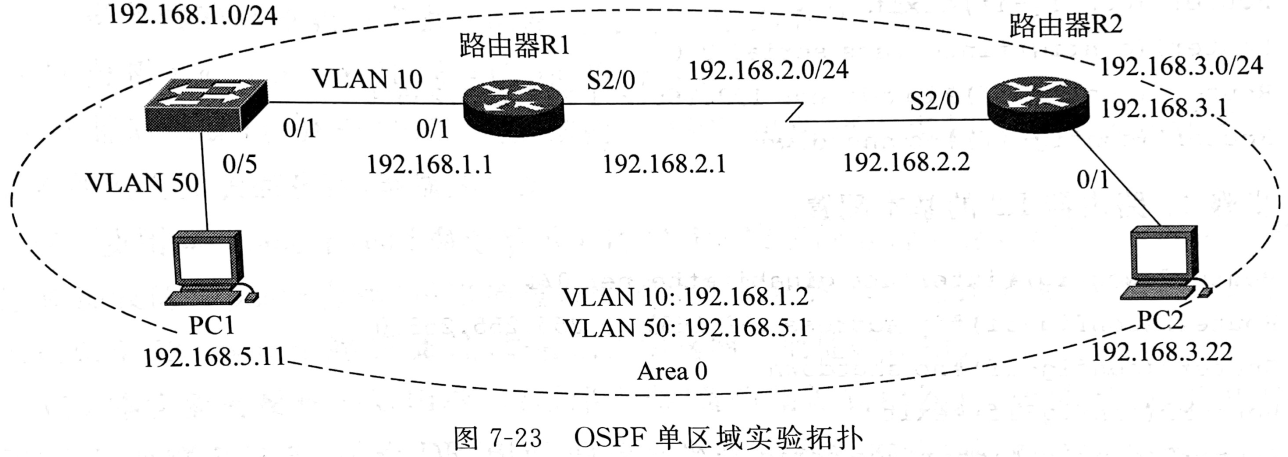 192.168.1.0/24
路由器R1
路由器R2
VLAN 10
S2/0
192.168.2.0/24
192.168.3.0/24
S2/0
192.168.3.1
0/1
0/1
0/5
192.168.1.1
192.168.2.1
192.168.2.2
0/1
VLAN 50
VLAN 10: 192.168.1.2
VLAN 50: 192.168.5.1
PC1
192.168.5.11
PC2
192.168.3.22
Area 0
图 7-23 OSPF 单区域实验拓扑